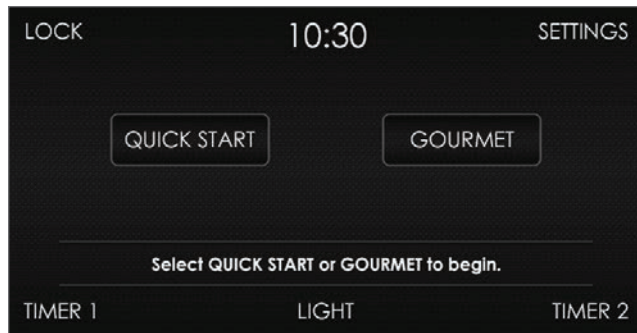 LOCK 10:30 SETTINGS
QUICK START GOURMET
Select QUICK START or GOURMET to begin.
TIMER 1 LIGHT TIMER 2